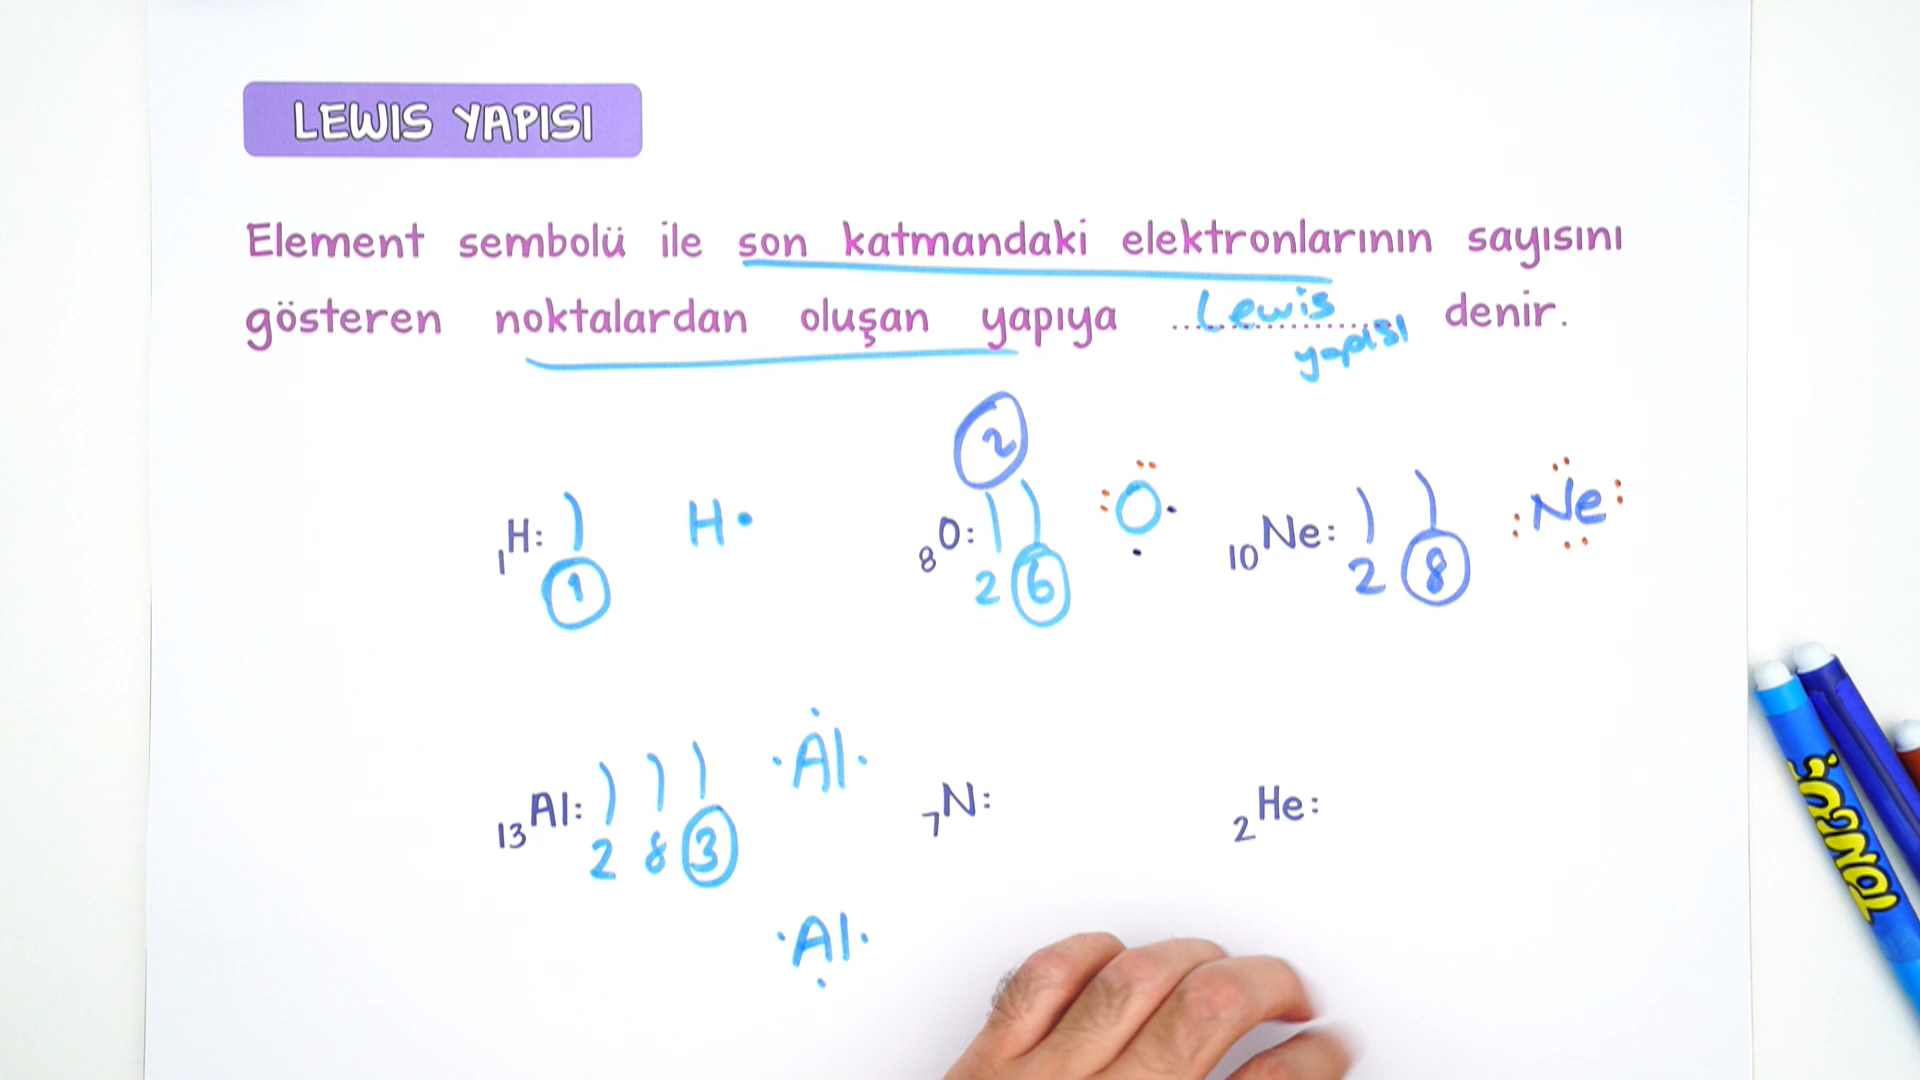 LEWIS YAPISI
Element sembolü ile son katmandaki elektronlarının sayısını
gösteren noktalardan oluşan yapıya Lewis yapısı denir.
2
₁H: ) H• ₈O: ) ) O ₁₀Ne: ) ) Ne
1 2 6 2 8
₁₃Al: ) ) ) ·Al· ₇N: ₂He:
2 8 3
·Al·